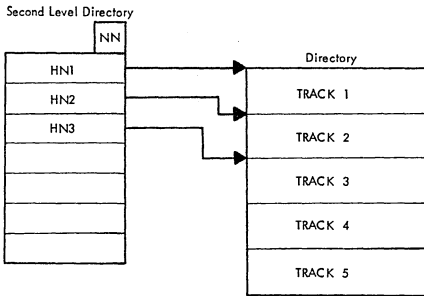 Second Level Directory
NN
HN1
HN2
HN3
Directory
TRACK 1
TRACK 2
TRACK 3
TRACK 4
TRACK 5